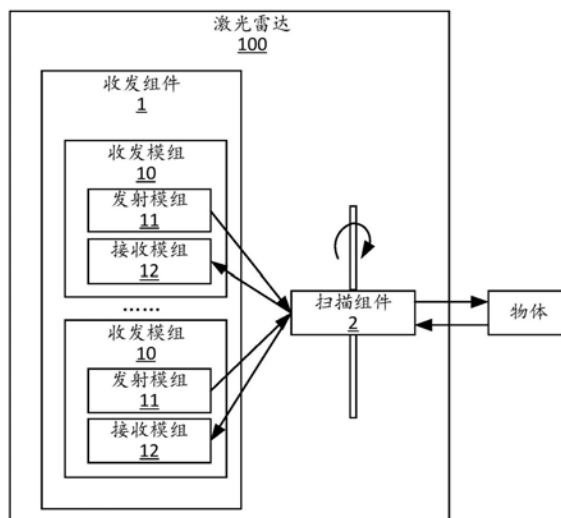 激光雷达
100
收发组件
1
收发模组
10
发射模组
11
接收模组
12
……
收发模组
10
发射模组
11
接收模组
12
扫描组件
2
物体